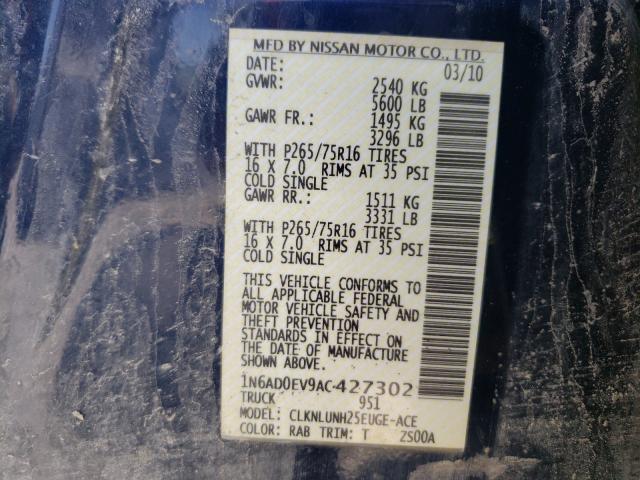 MFD BY NISSAN MOTOR CO., LTD.
DATE: 03/10
GVWR: 2540 KG
5600 LB
GAWR FR.: 1495 KG
3296 LB
WITH P265/75R16 TIRES
16 X 7.0 RIMS AT 35 PSI
COLD SINGLE
GAWR RR.: 1511 KG
3331 LB
WITH P265/75R16 TIRES
16 X 7.0 RIMS AT 35 PSI
COLD SINGLE
THIS VEHICLE CONFORMS TO
ALL APPLICABLE FEDERAL
MOTOR VEHICLE SAFETY AND
THEFT PREVENTION
STANDARDS IN EFFECT ON
THE DATE OF MANUFACTURE
SHOWN ABOVE.
1N6AD0EV9AC-427302
TRUCK 951
MODEL: CLKNLUNH25EUGE-ACE
COLOR: RAB TRIM: T ZS00A